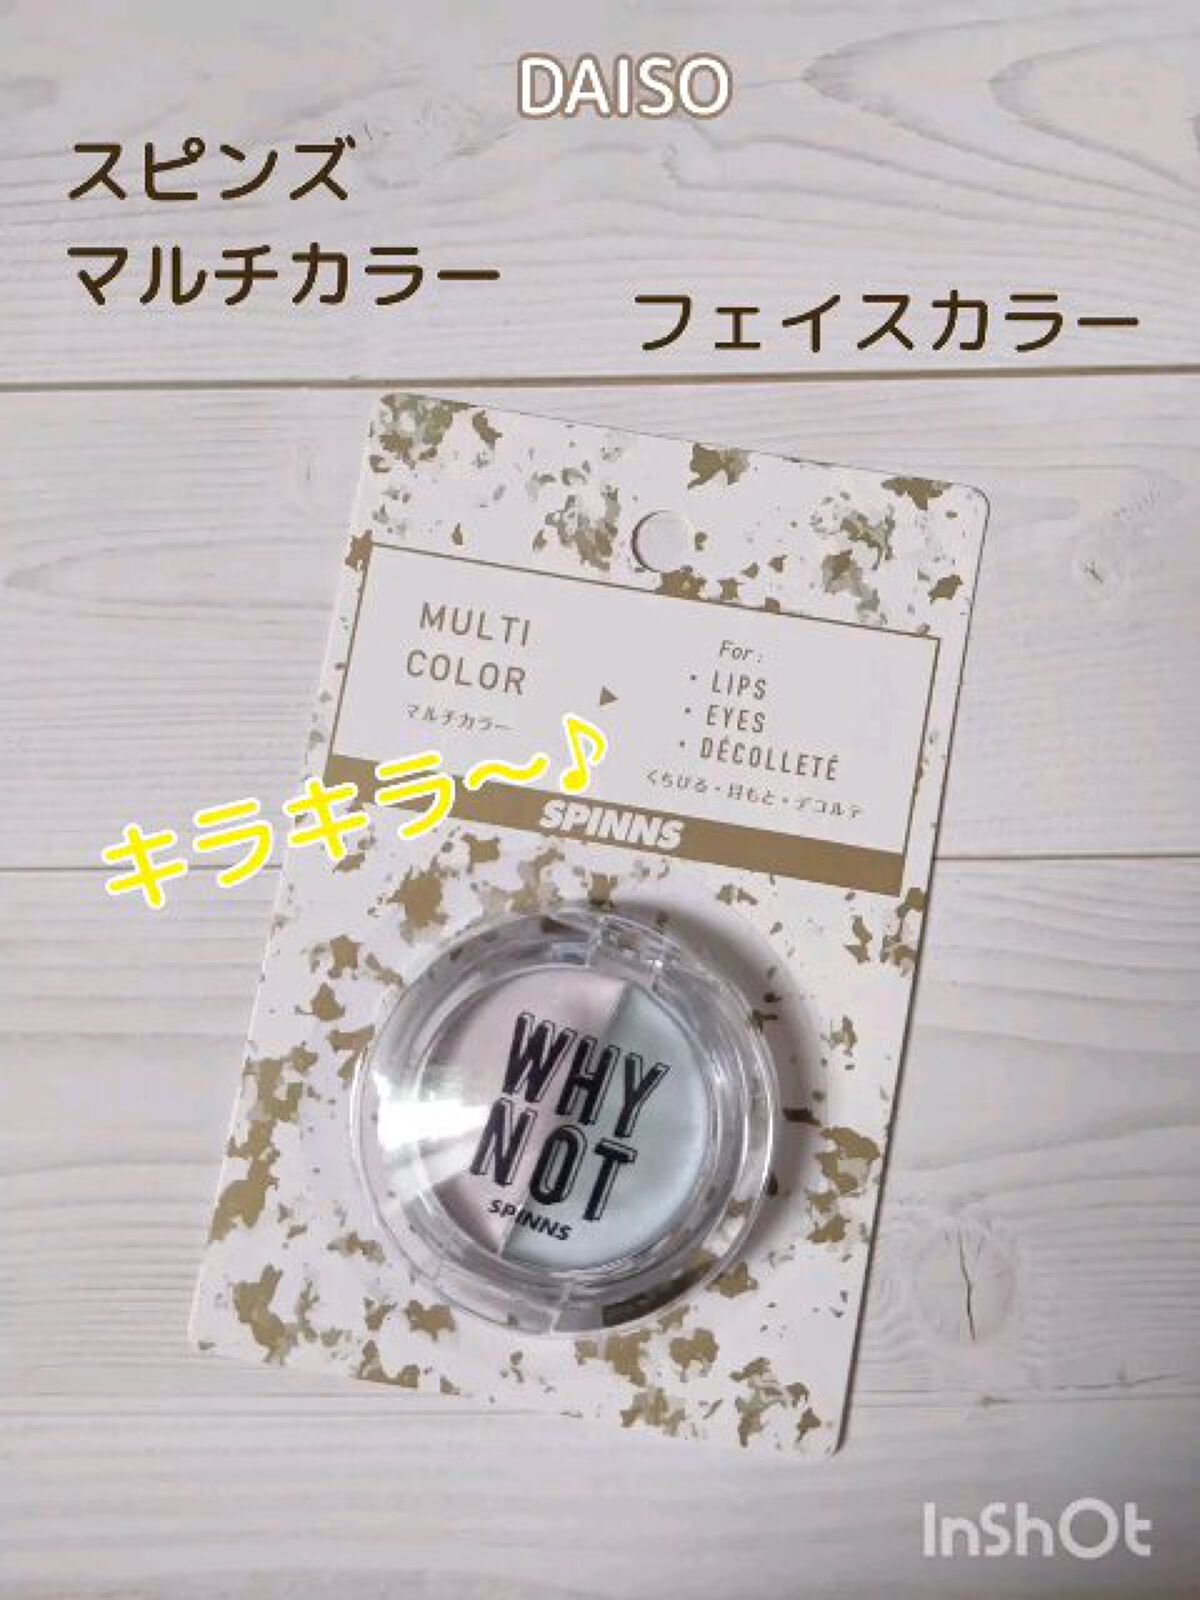 DAISO
スピンズ
マルチカラー
フェイスカラー
MULTI
COLOR
マルチカラー
For :
・LIPS
・EYES
・DÉCOLLETÉ
くちびる・目もと・デコルテ
キラキラ～♪
SPINNS
WHY
NOT
SPINNS
InShOt